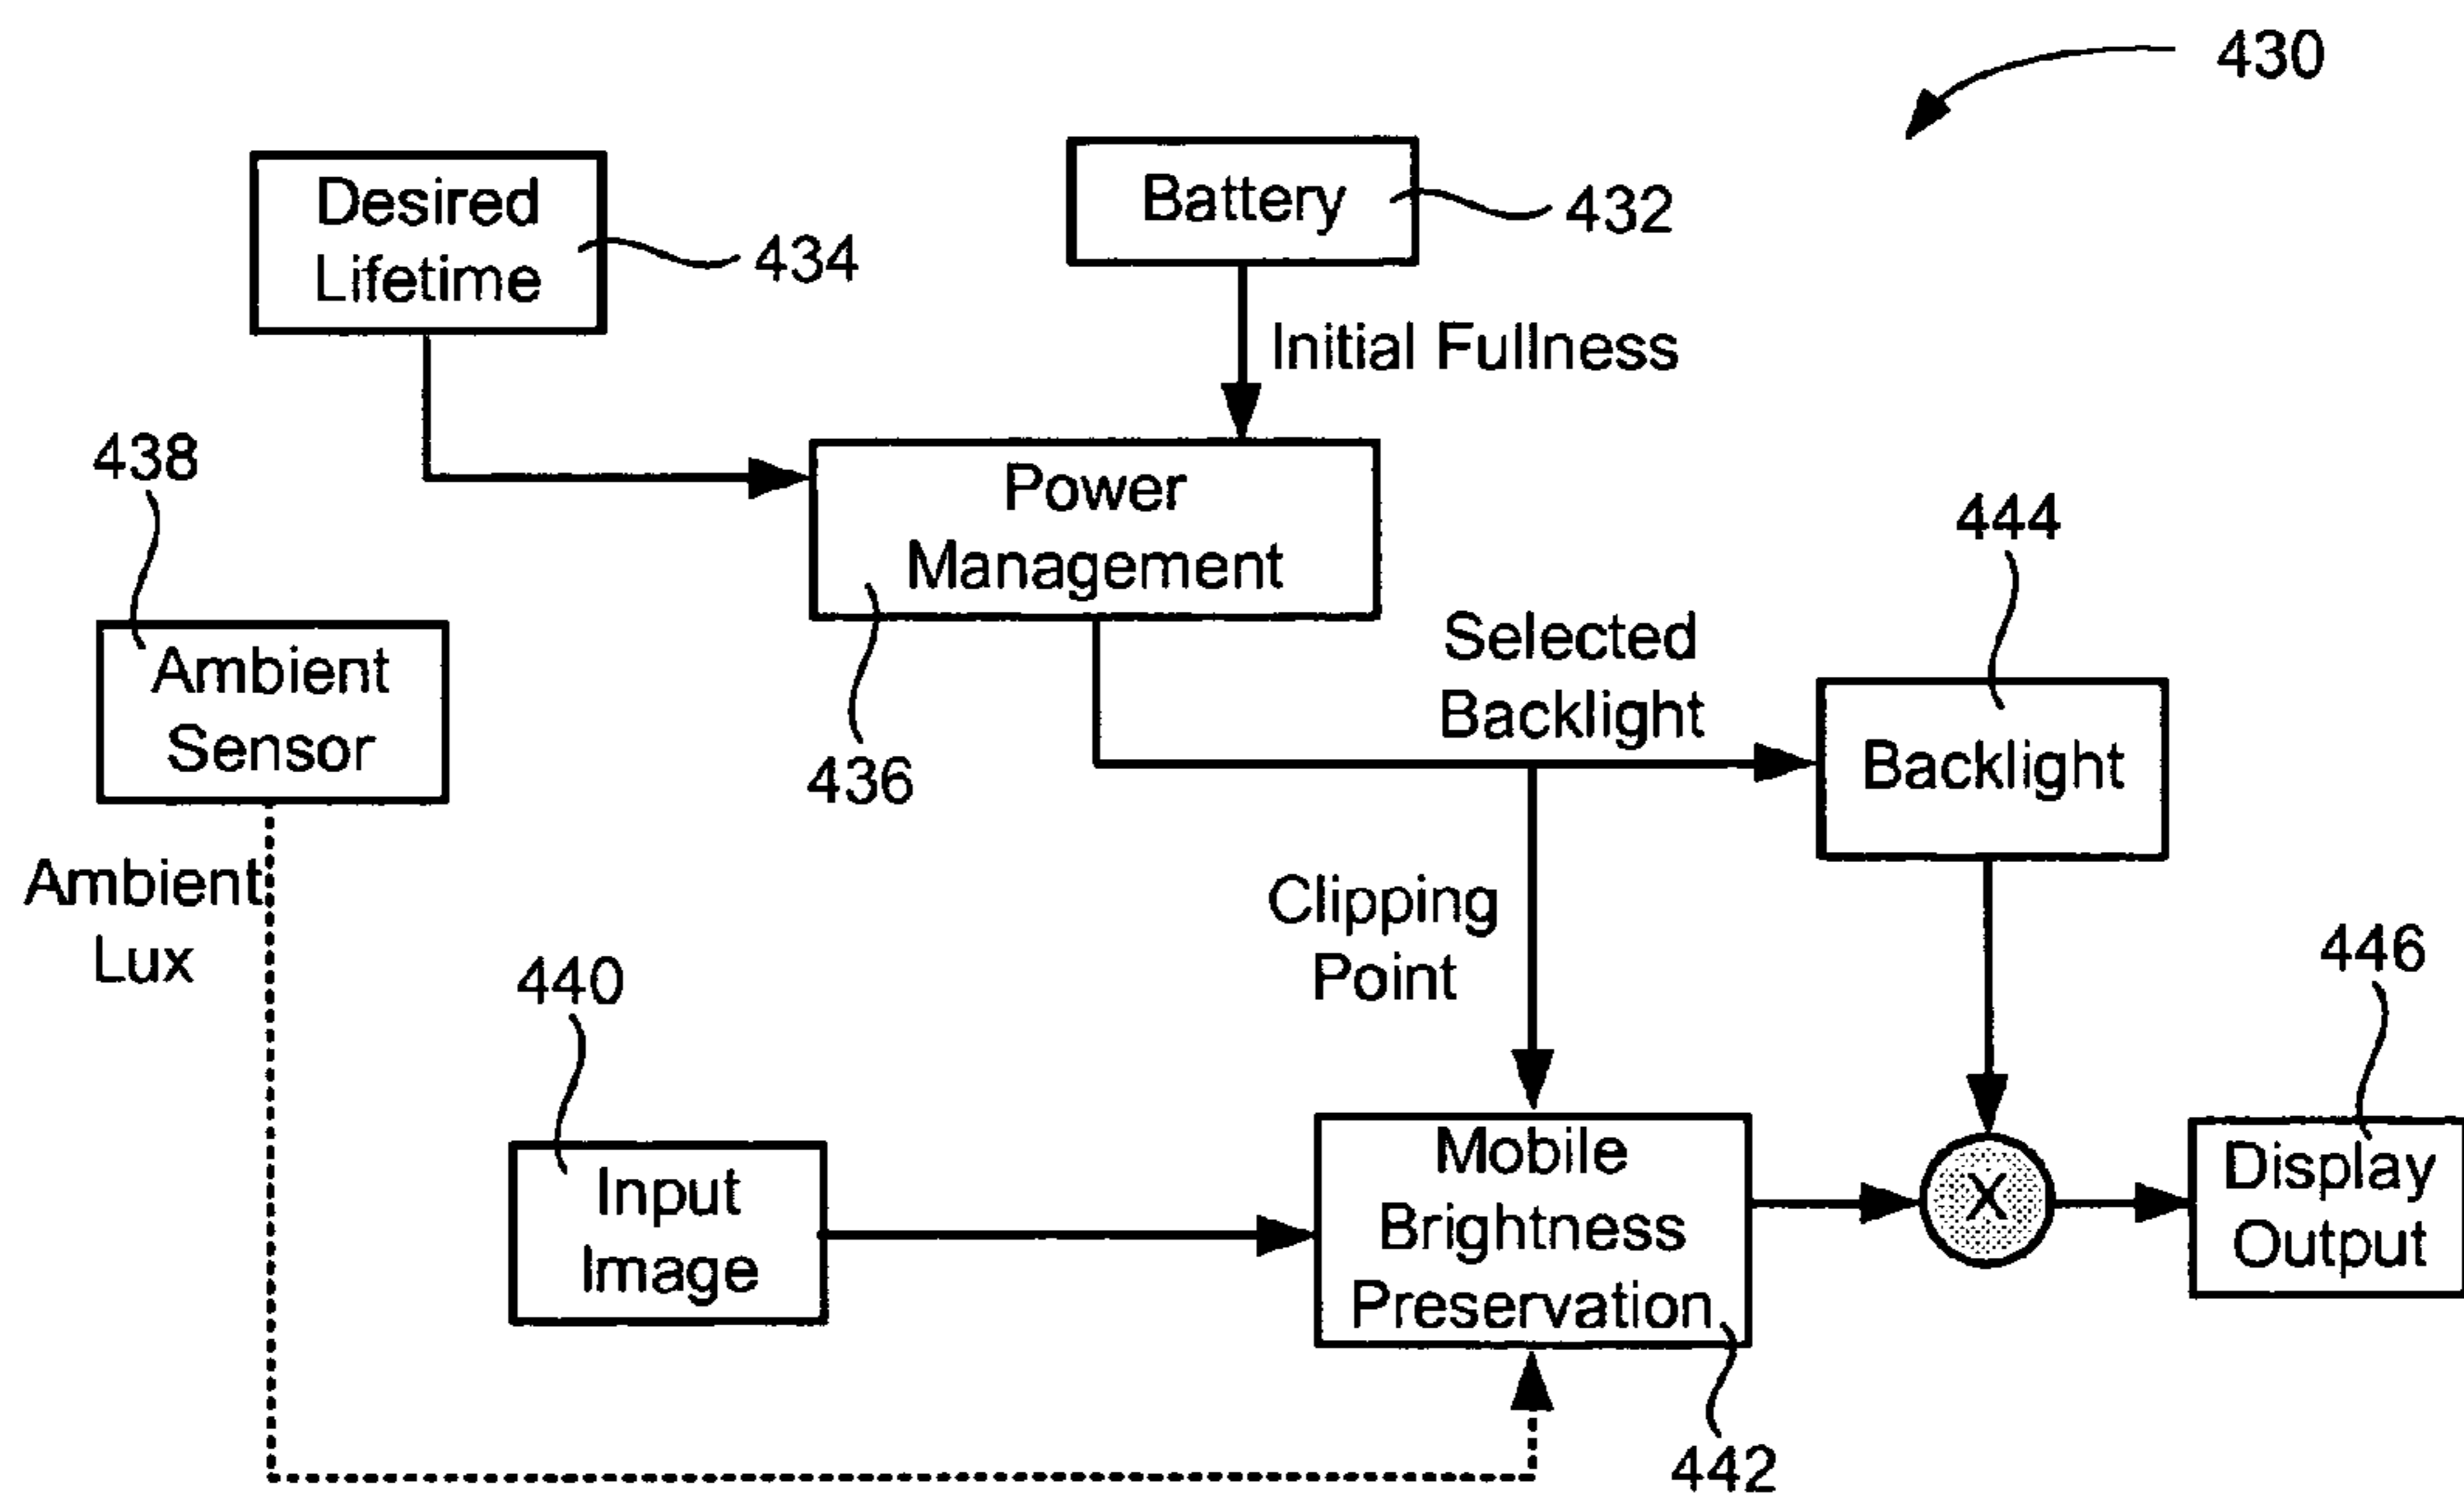 430
Desired
Lifetime
434
Battery
432
Initial Fullness
438
Power
Management
436
444
Ambient
Sensor
Selected
Backlight
Backlight
Ambient
Lux
Clipping
Point
440
446
Input
Image
Mobile
Brightness
Preservation
442
X
Display
Output